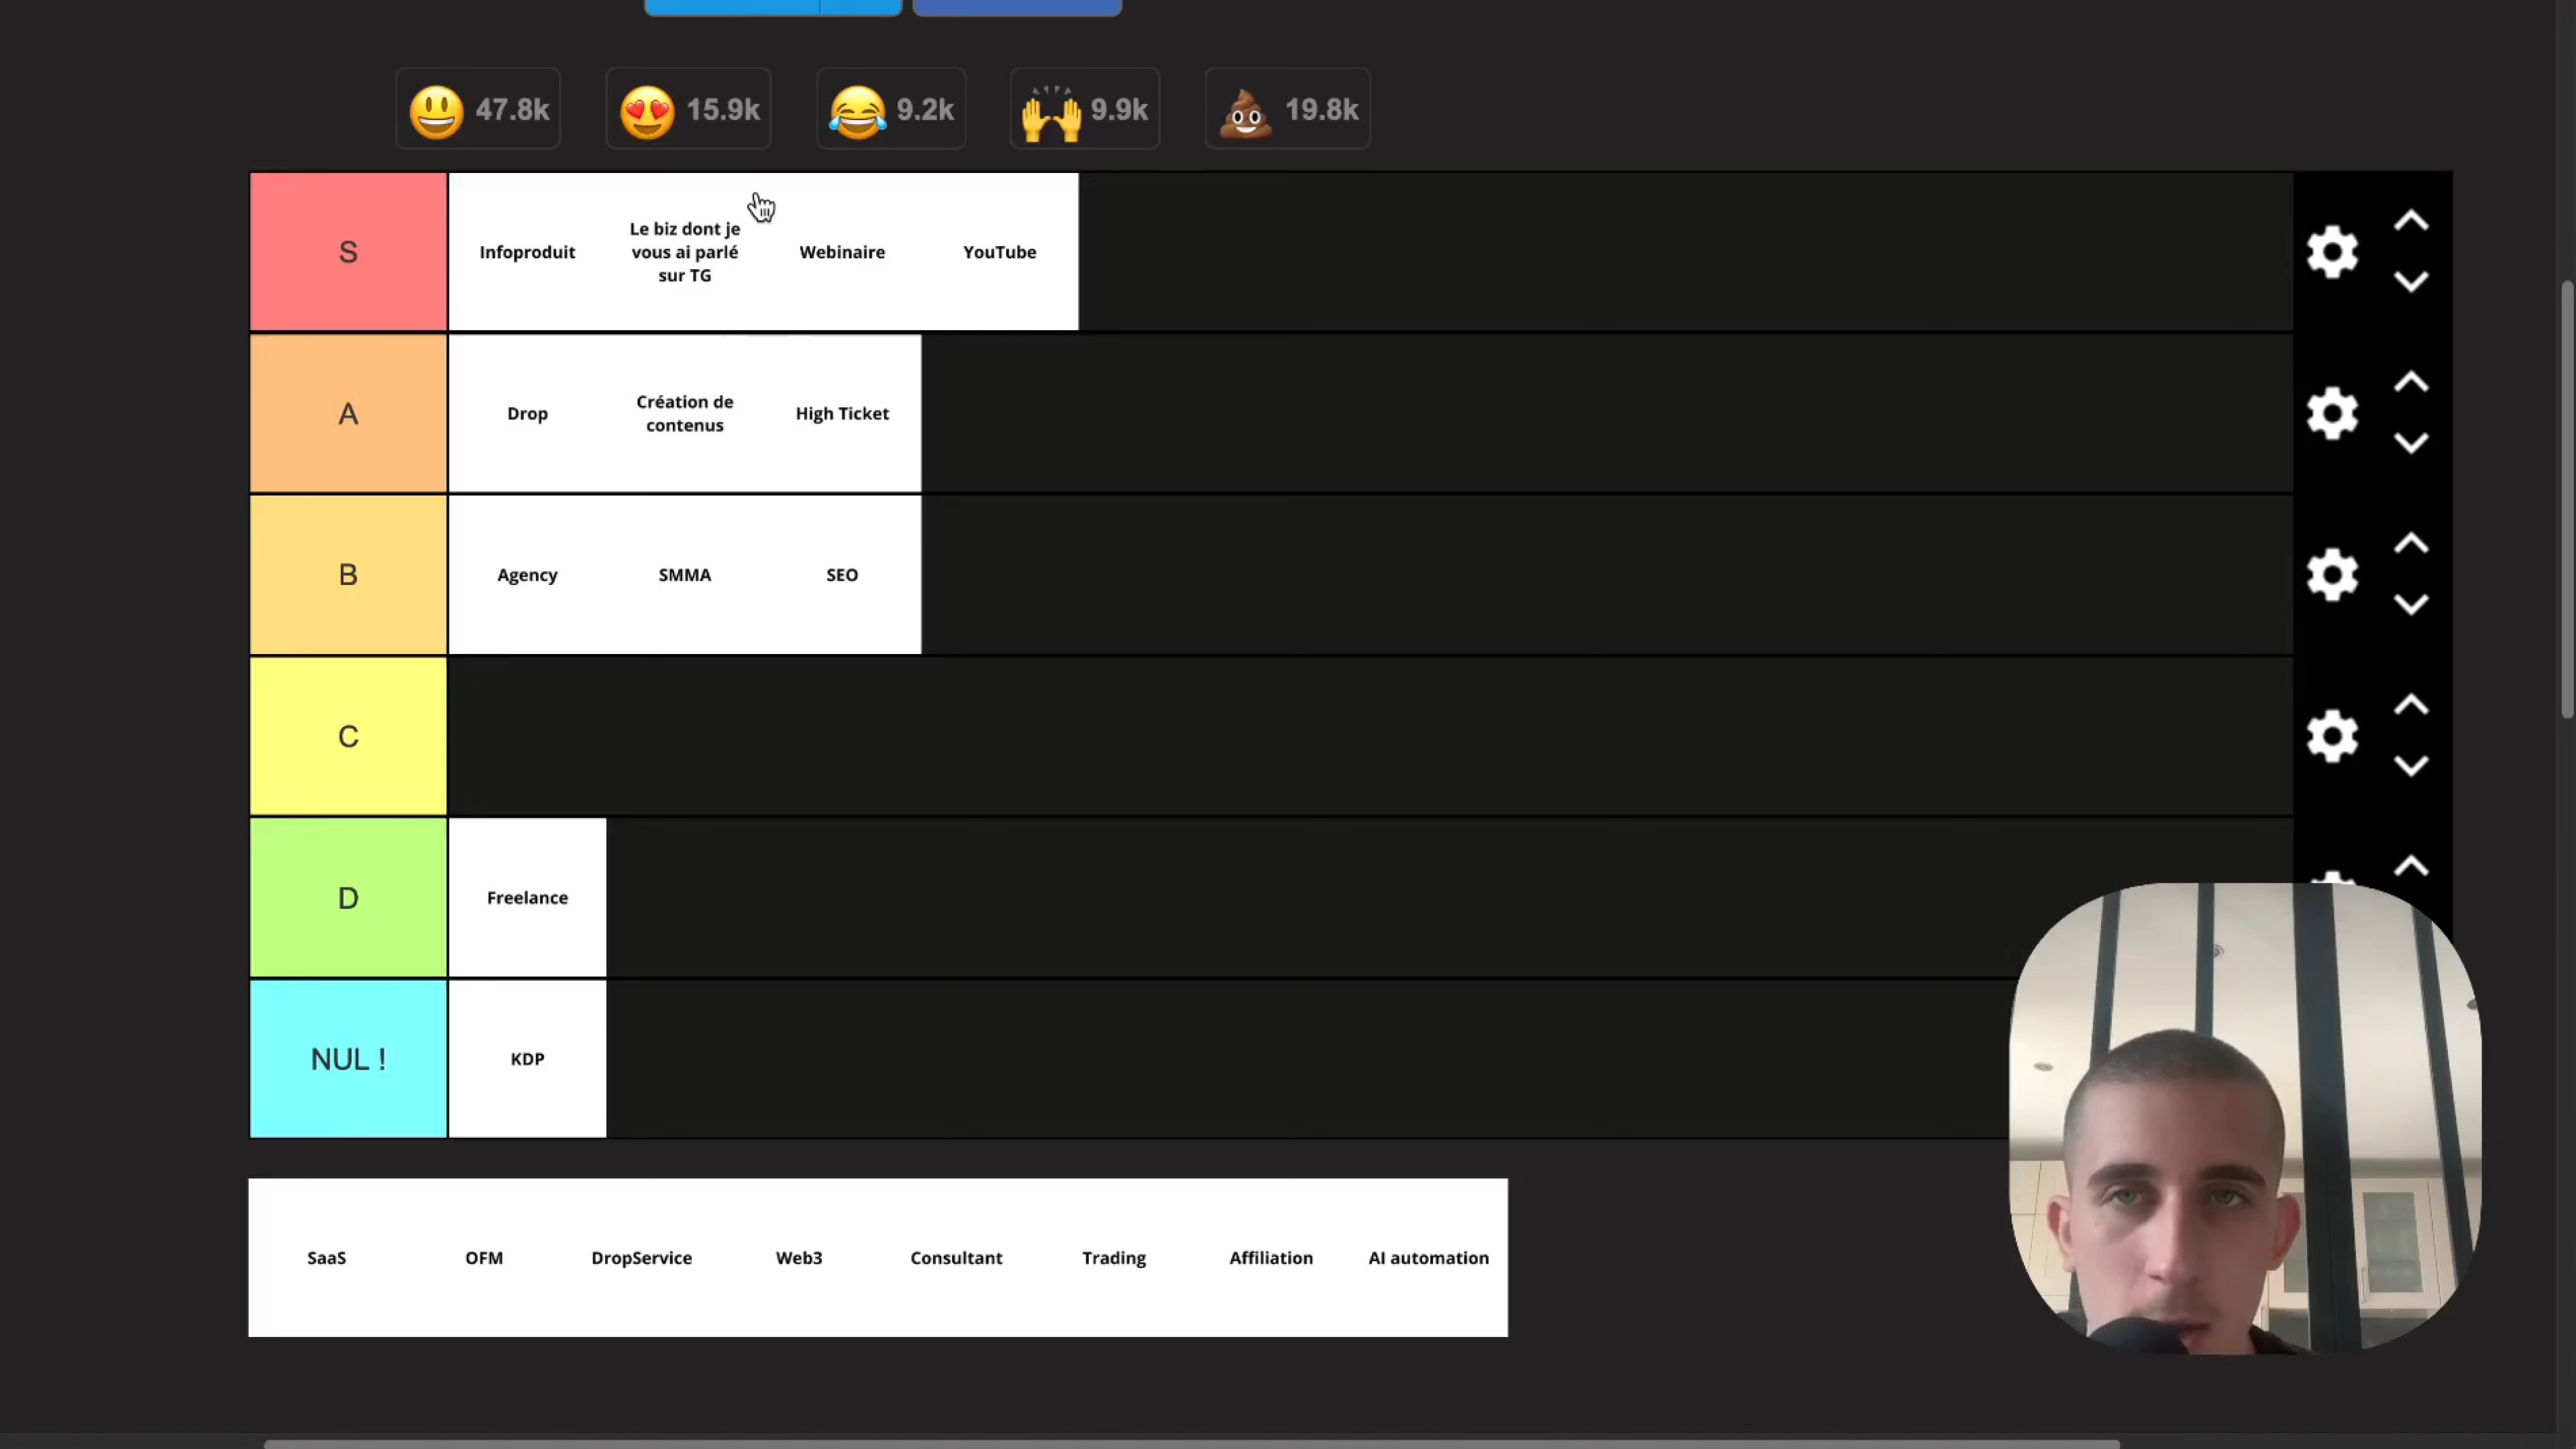 47.8k 15.9k 9.2k 9.9k 19.8k
S
Infoproduit
Le biz dont je
vous ai parlé
sur TG
Webinaire
YouTube
A
Drop
Création de
contenus
High Ticket
B
Agency
SMMA
SEO
C
D
Freelance
NUL !
KDP
SaaS
OFM
DropService
Web3
Consultant
Trading
Affiliation
AI automation